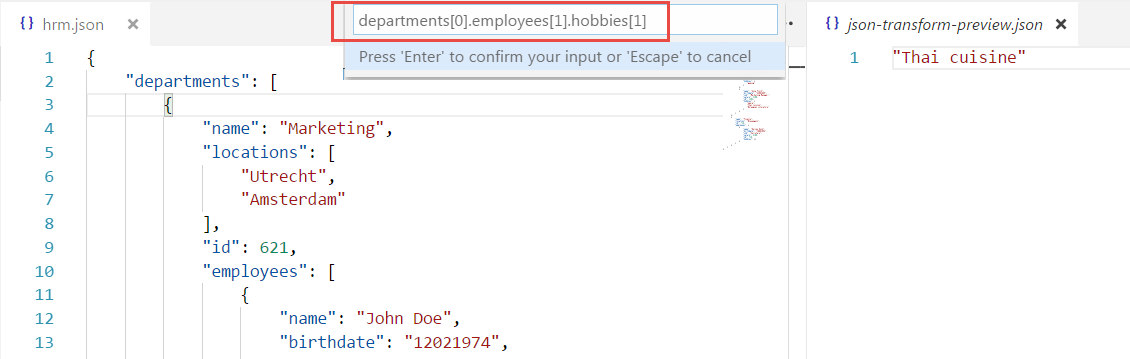 {} hrm.json ×
departments[0].employees[1].hobbies[1]
Press 'Enter' to confirm your input or 'Escape' to cancel
1 {
2 "departments": [
3 {
4 "name": "Marketing",
5 "locations": [
6 "Utrecht",
7 "Amsterdam"
8 ],
9 "id": 621,
10 "employees": [
11 {
12 "name": "John Doe",
13 "birthdate": "12021974",
{} json-transform-preview.json ×
1 "Thai cuisine"